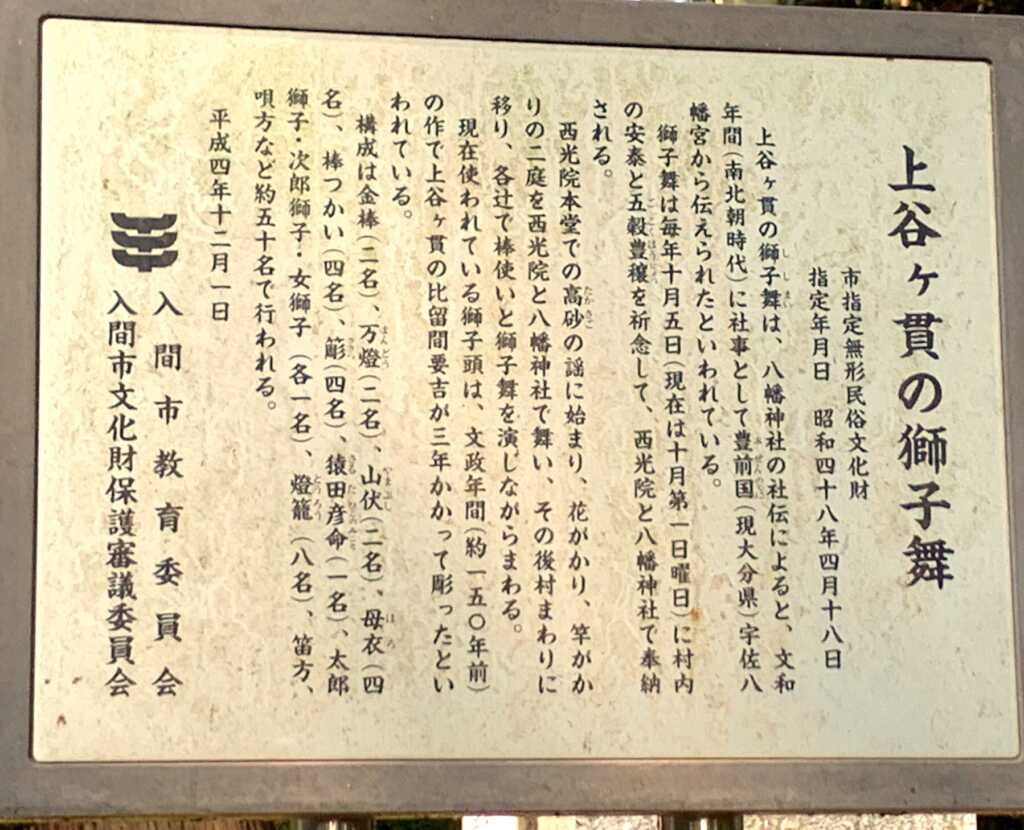 上谷ヶ貫の獅子舞
市指定無形民俗文化財
指定年月日 昭和四十八年四月十八日
上谷ヶ貫の獅子舞は、八幡神社の社伝によると、文和
年間(南北朝時代)に社事として豊前国(現大分県)宇佐八
幡宮から伝えられたといわれている。
獅子舞は毎年十月五日(現在は十月第一日曜日)に村内
の安泰と五穀豊穣を祈念して、西光院と八幡神社で奉納
される。
西光院本堂での高砂の謡に始まり、花がかり、竿がか
りの二庭を西光院と八幡神社で舞い、その後村まわりに
移り、各辻で棒使いと獅子舞を演じながらまわる。
現在使われている獅子頭は、文政年間(約一五〇年前)
の作で上谷ヶ貫の比留間要吉が三年かかって彫ったとい
われている。
構成は金棒(二名)、万燈(二名)、山伏(二名)、母衣(四
名)、棒つかい(四名)、簓(四名)、猿田彦命(一名)、太郎
獅子・次郎獅子・女獅子(各一名)、燈籠(八名)、笛方、
唄方など約五十名で行われる。
平成四年十二月一日
入間市教育委員会
入間市文化財保護審議委員会